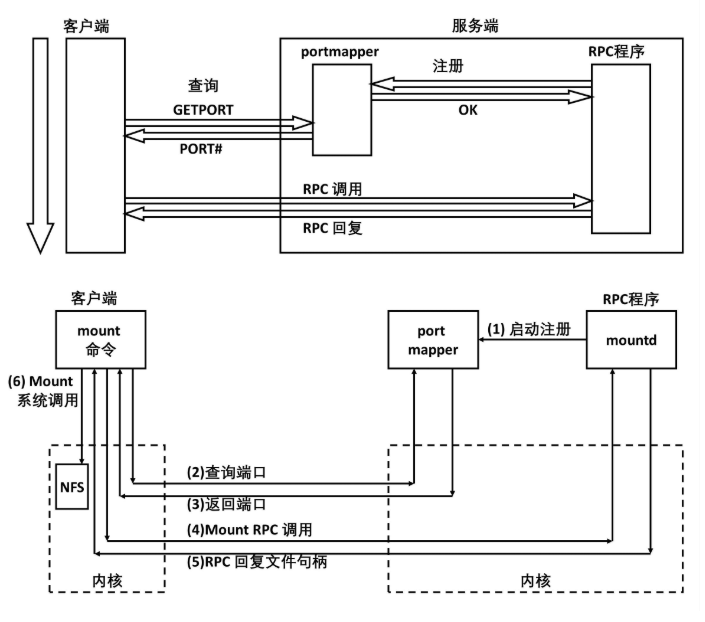 客户端
服务端
portmapper
RPC程序
注册
查询
GETPORT
OK
PORT#
RPC 调用
RPC 回复
客户端
RPC程序
mount
命令
port
mapper
(1) 启动注册
mountd
(6) Mount
系统调用
NFS
(2)查询端口
(3)返回端口
(4)Mount RPC 调用
(5)RPC 回复文件句柄
内核
内核